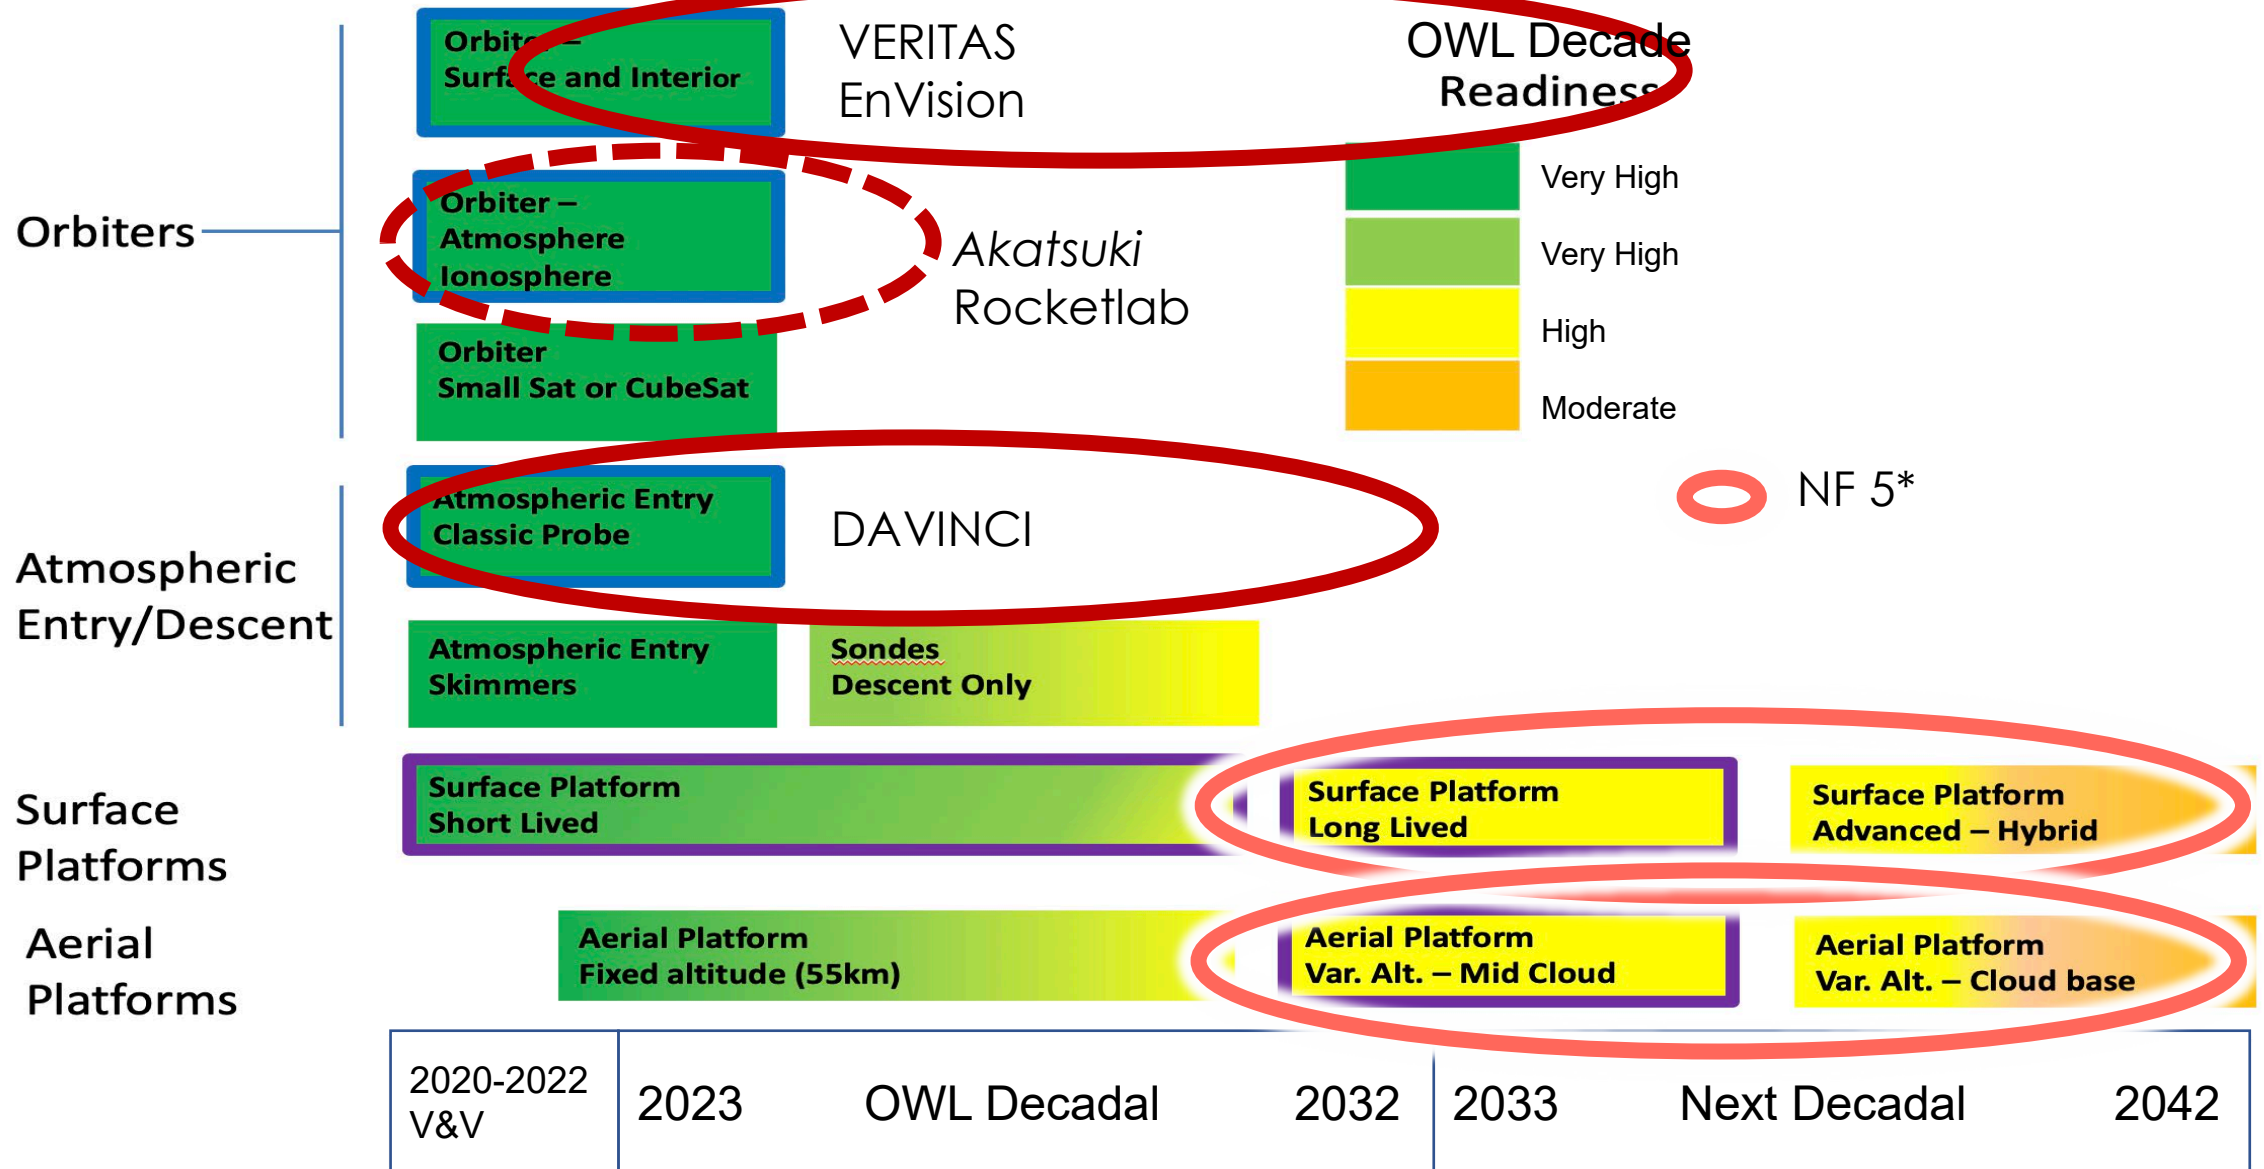 Orbiter –
Surface and Interior
VERITAS
EnVision
OWL Decade
Readiness
Very High
Very High
High
Moderate
NF 5*
Orbiters
Orbiter –
Atmosphere
Ionosphere
Akatsuki
Rocketlab
Orbiter
Small Sat or CubeSat
Atmospheric
Entry/Descent
Atmospheric Entry
Classic Probe
DAVINCI
Atmospheric Entry
Skimmers
Sondes
Descent Only
Surface
Platforms
Surface Platform
Short Lived
Surface Platform
Long Lived
Surface Platform
Advanced – Hybrid
Aerial
Platforms
Aerial Platform
Fixed altitude (55km)
Aerial Platform
Var. Alt. – Mid Cloud
Aerial Platform
Var. Alt. – Cloud base
2020-2022
V&V
2023 OWL Decadal 2032
2033 Next Decadal 2042